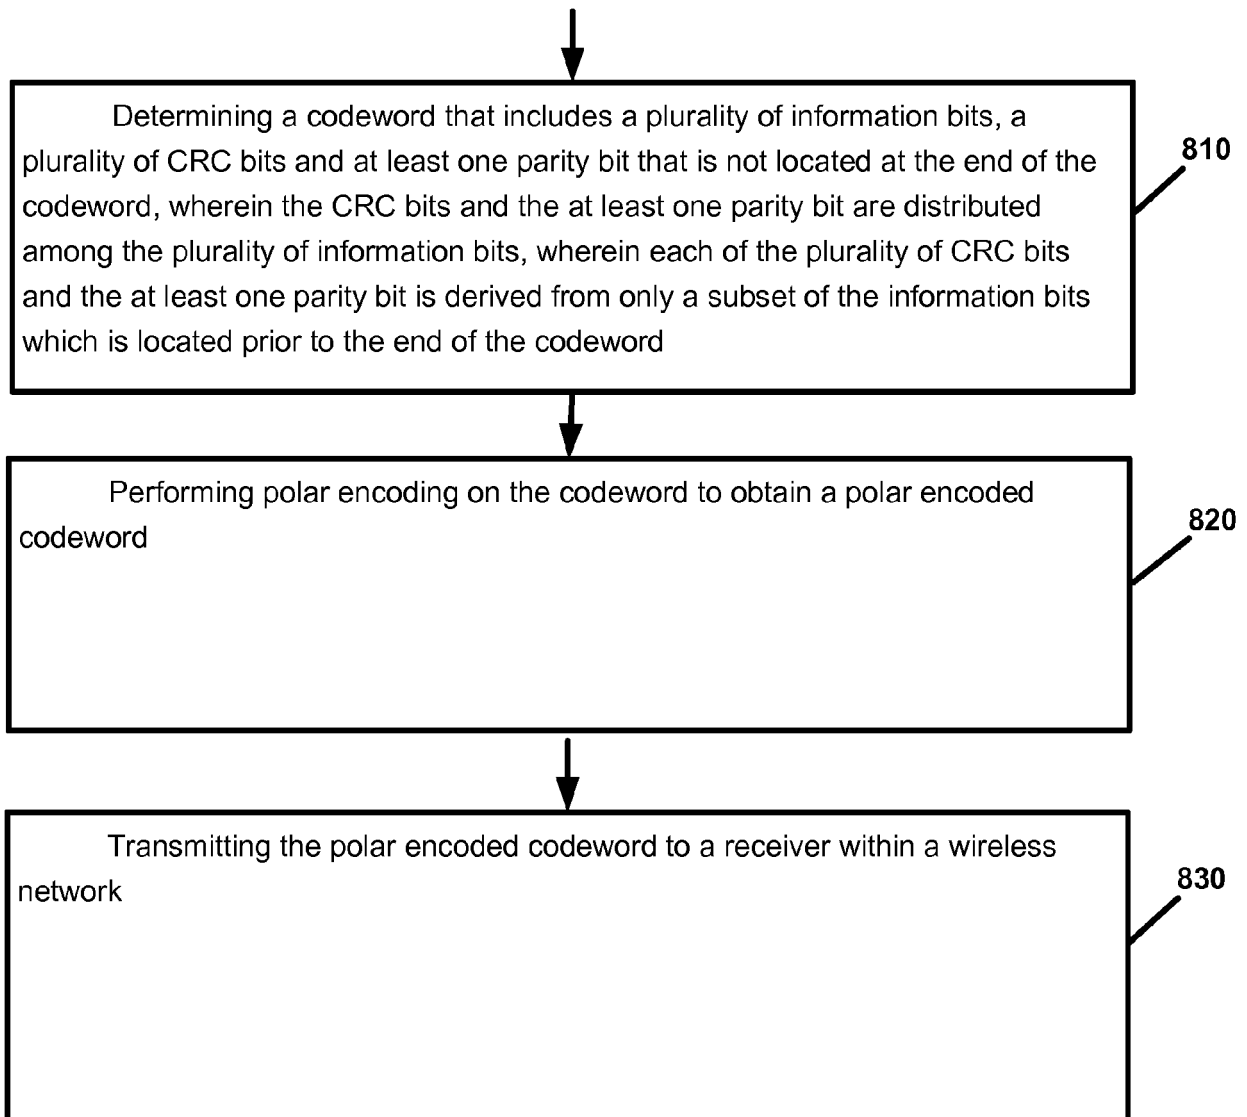 Determining a codeword that includes a plurality of information bits, a
plurality of CRC bits and at least one parity bit that is not located at the end of the
codeword, wherein the CRC bits and the at least one parity bit are distributed
among the plurality of information bits, wherein each of the plurality of CRC bits
and the at least one parity bit is derived from only a subset of the information bits
which is located prior to the end of the codeword
810
Performing polar encoding on the codeword to obtain a polar encoded
codeword
820
Transmitting the polar encoded codeword to a receiver within a wireless
network
830